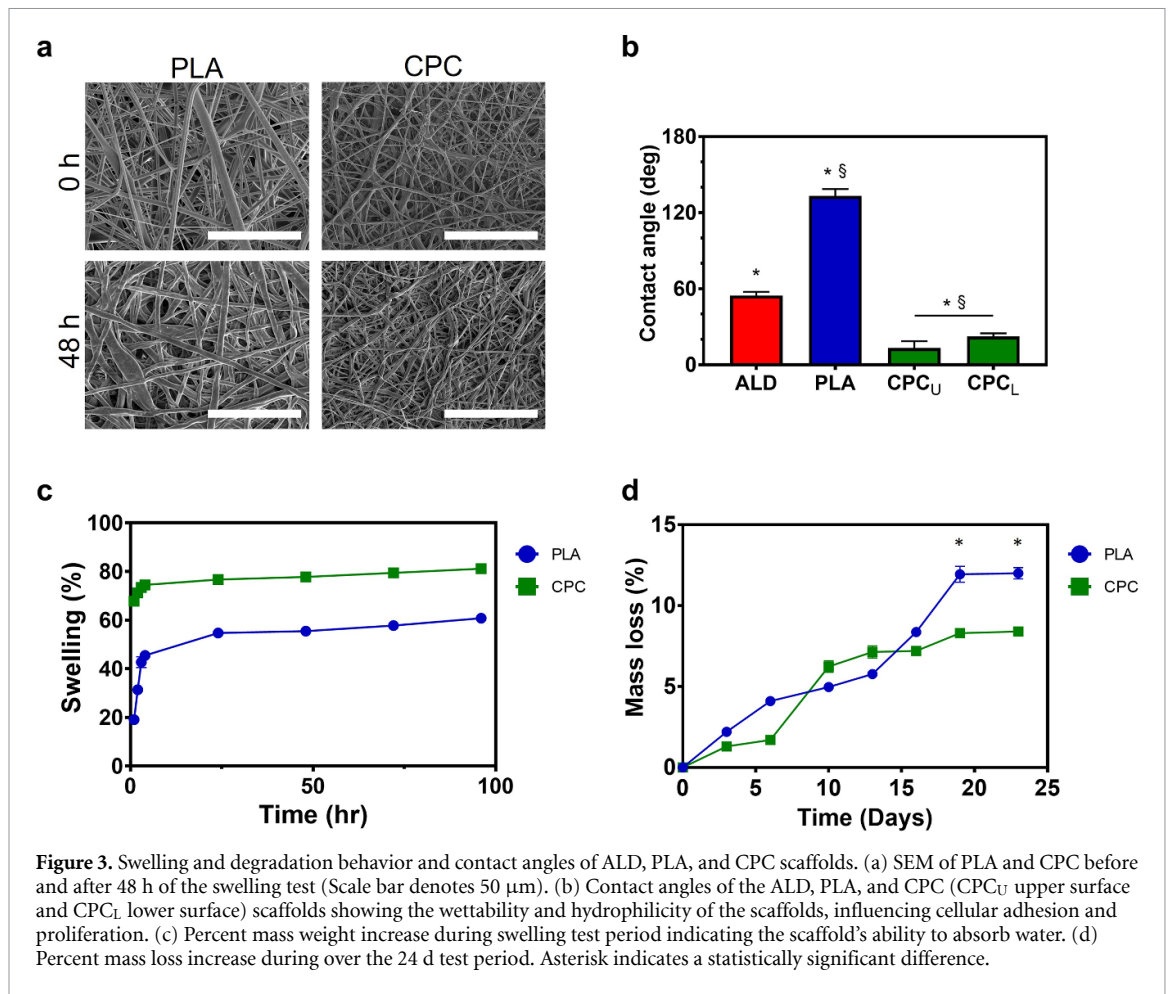 a
PLA
CPC
0 h
48 h
b
Contact angle (deg)
180
120
60
0
*
* §
* §
ALD
PLA
CPCU
CPCL
c
Swelling (%)
100
80
60
40
20
0
0
50
100
Time (hr)
PLA
CPC
d
Mass loss (%)
15
10
5
0
*
*
0
5
10
15
20
25
Time (Days)
PLA
CPC
Figure 3. Swelling and degradation behavior and contact angles of ALD, PLA, and CPC scaffolds. (a) SEM of PLA and CPC before
and after 48 h of the swelling test (Scale bar denotes 50 μm). (b) Contact angles of the ALD, PLA, and CPC (CPCU upper surface
and CPCL lower surface) scaffolds showing the wettability and hydrophilicity of the scaffolds, influencing cellular adhesion and
proliferation. (c) Percent mass weight increase during swelling test period indicating the scaffold's ability to absorb water. (d)
Percent mass loss increase during over the 24 d test period. Asterisk indicates a statistically significant difference.